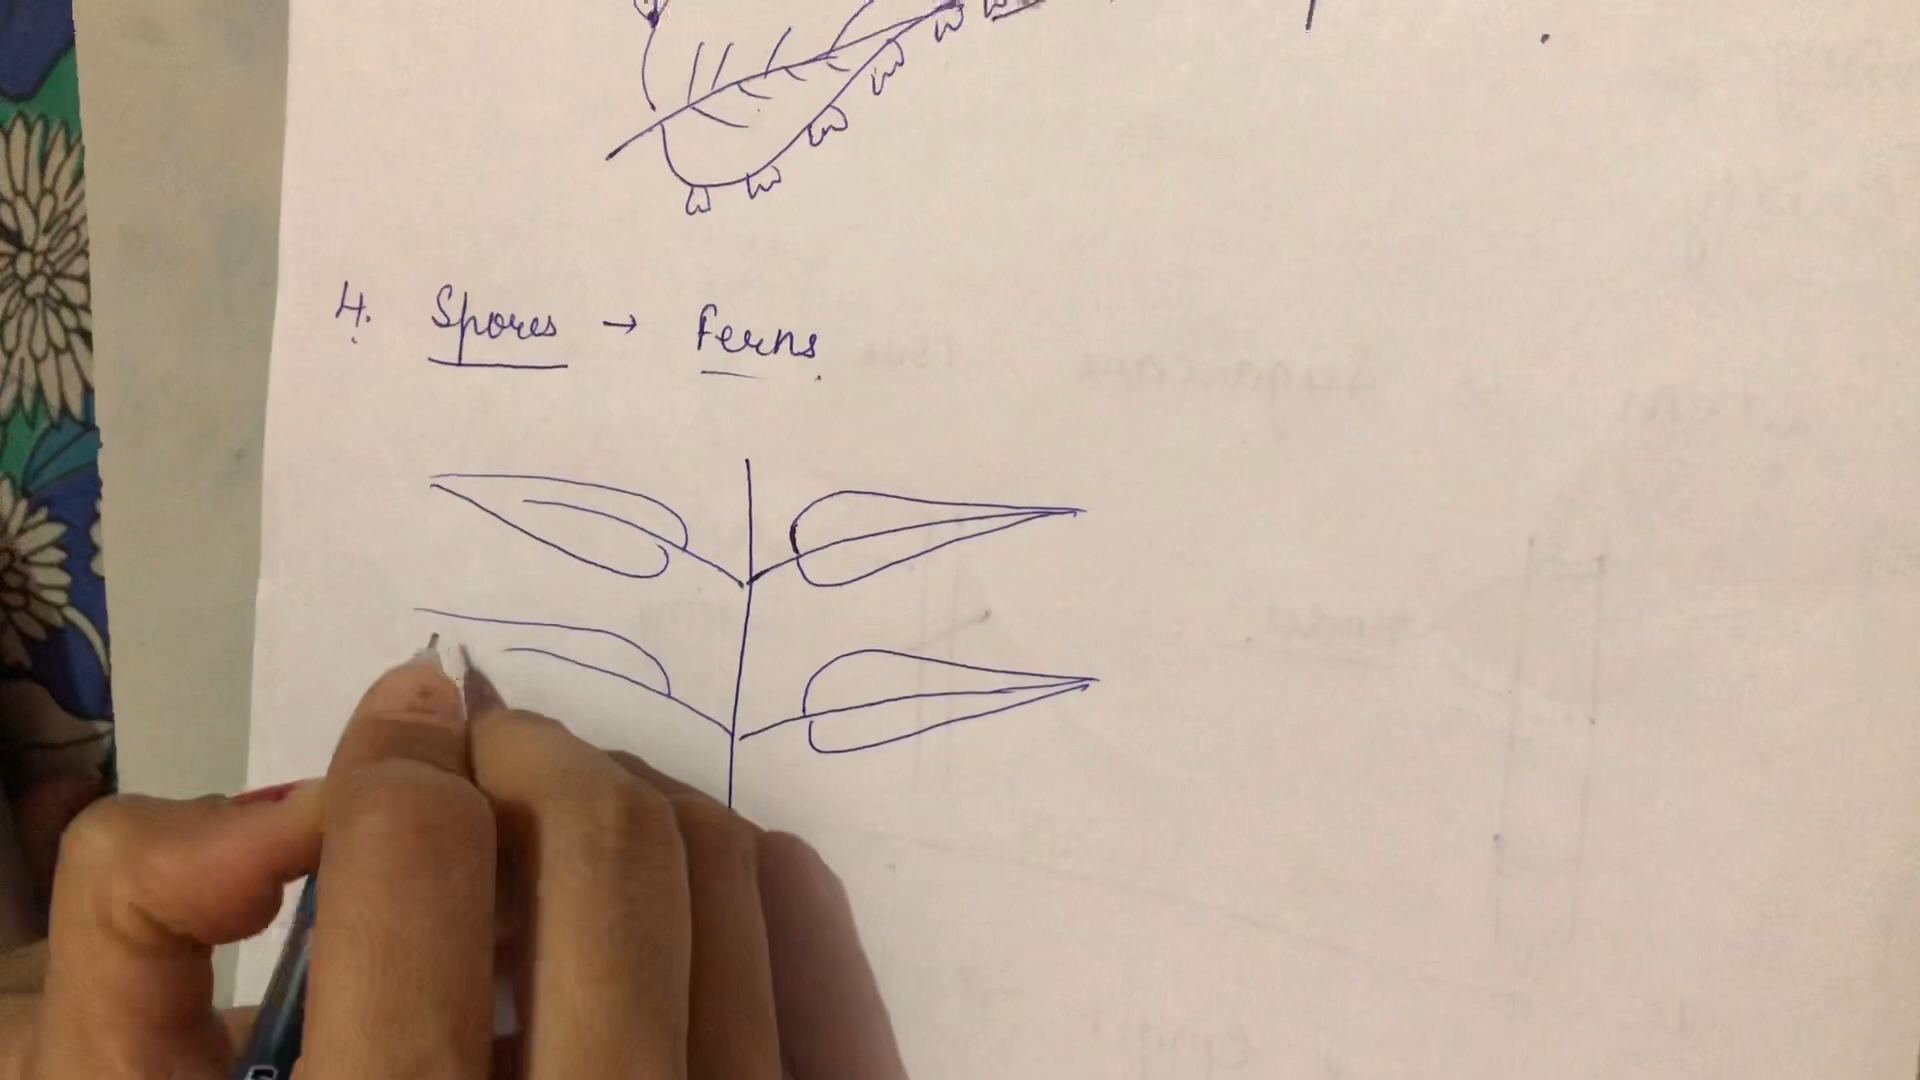 4. Spores → Ferns